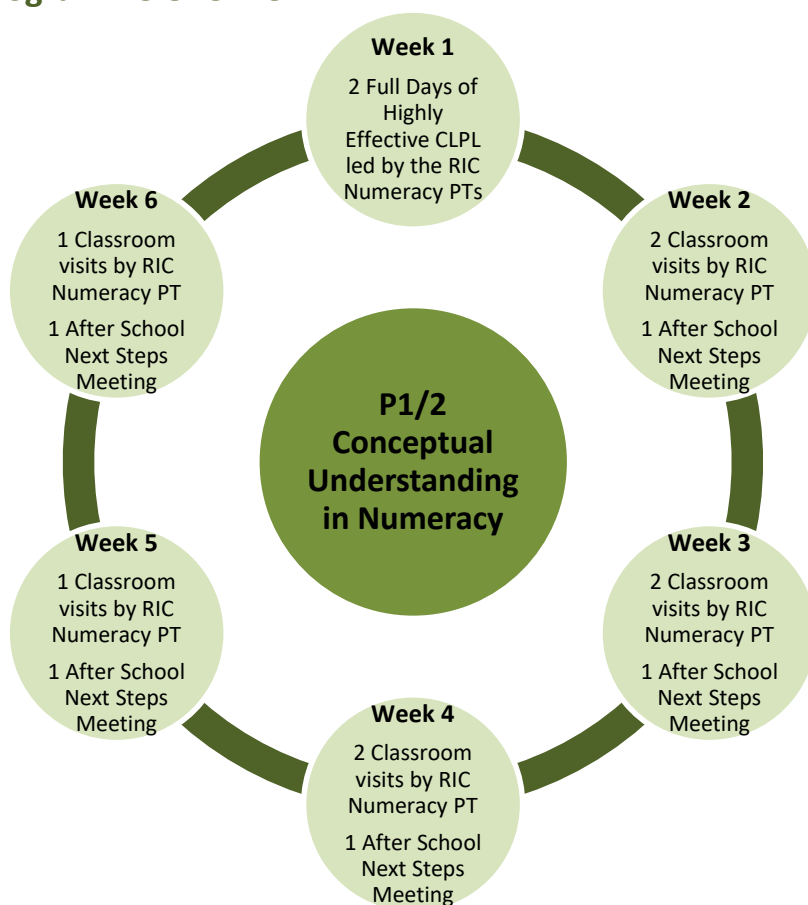 Week 1
2 Full Days of
Highly
Effective CLPL
led by the RIC
Numeracy PTs
Week 2
2 Classroom
visits by RIC
Numeracy PT
1 After School
Next Steps
Meeting
Week 3
2 Classroom
visits by RIC
Numeracy PT
1 After School
Next Steps
Meeting
Week 4
2 Classroom
visits by RIC
Numeracy PT
1 After School
Next Steps
Meeting
Week 5
1 Classroom
visits by RIC
Numeracy PT
1 After School
Next Steps
Meeting
Week 6
1 Classroom
visits by RIC
Numeracy PT
1 After School
Next Steps
Meeting
P1/2
Conceptual
Understanding
in Numeracy